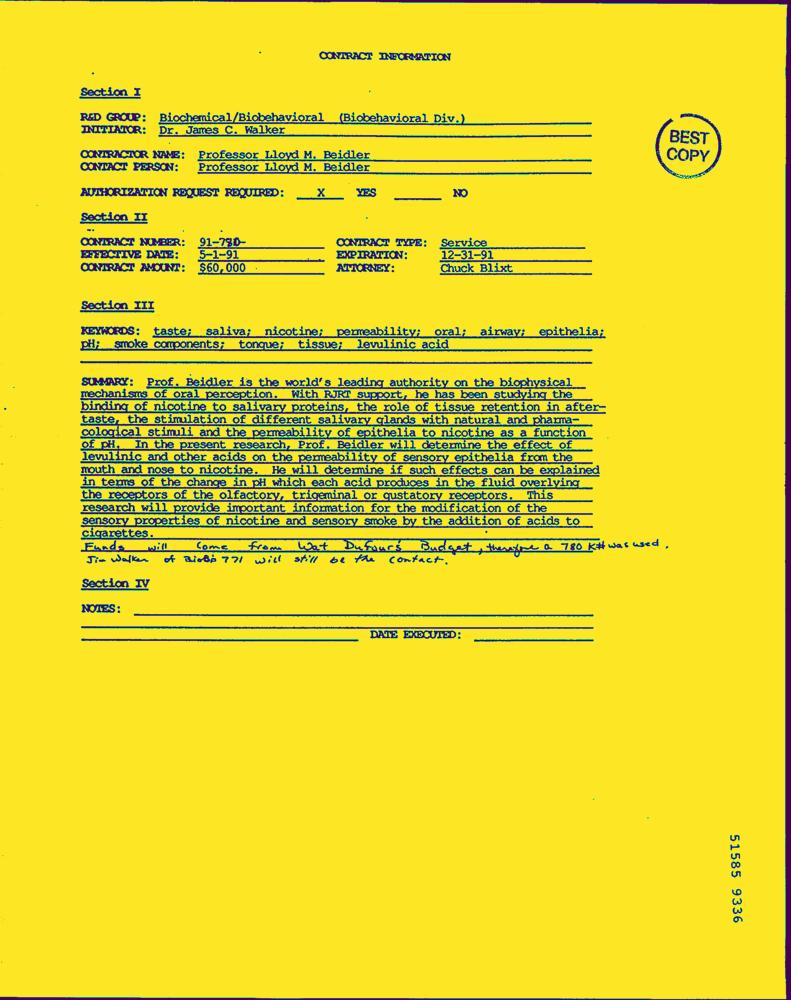 CONTRACT INFORMATION
Section I
R&D GROUP: Biochemical/Biobehavioral (Biobehavioral Div.)
INITIATOR: Dr. James C. Walker
BEST
COPY
CONTRACTOR NAME: Professor Lloyd M. Beidler
CONTACT PERSON: Professor Lloyd M. Beidler
AUTHORIZATION REQUEST REQUIRED: X YES NO
Section II
CONTRACT NUMBER: 91-780- CONTRACT TYPE: Service
EFFECTIVE DATE: 5-1-91 EXPIRATION: 12-31-91
CONTRACT AMOUNT: $60,000 ATTORNEY: Chuck Blixt
Section III
KEYWORDS: taste; saliva; nicotine; permeability; oral; airway; epithelia;
pH; smoke components; tongue; tissue; levulinic acid
SUMMARY: Prof. Beidler is the world's leading authority on the biophysical
mechanisms of oral perception. With RJRT support, he has been studying the
binding of nicotine to salivary proteins, the role of tissue retention in after-
taste, the stimulation of different salivary glands with natural and pharma-
cological stimuli and the permeability of epithelia to nicotine as a function
of pH. In the present research, Prof. Beidler will determine the effect of
levulinic and other acids on the permeability of sensory epithelia from the
mouth and nose to nicotine. He will determine if such effects can be explained
in terms of the change in pH which each acid produces in the fluid overlying
the receptors of the olfactory, trigeminal or gustatory receptors. This
research will provide important information for the modification of the
sensory properties of nicotine and sensory smoke by the addition of acids to
cigarettes.
Funds will come from Wat Dufour's Budget, therefore a 780 K# was used.
Jim Walker of 771 will still be the contact.
Section IV
NOTES:
DATE EXECUTED:
51585 9336